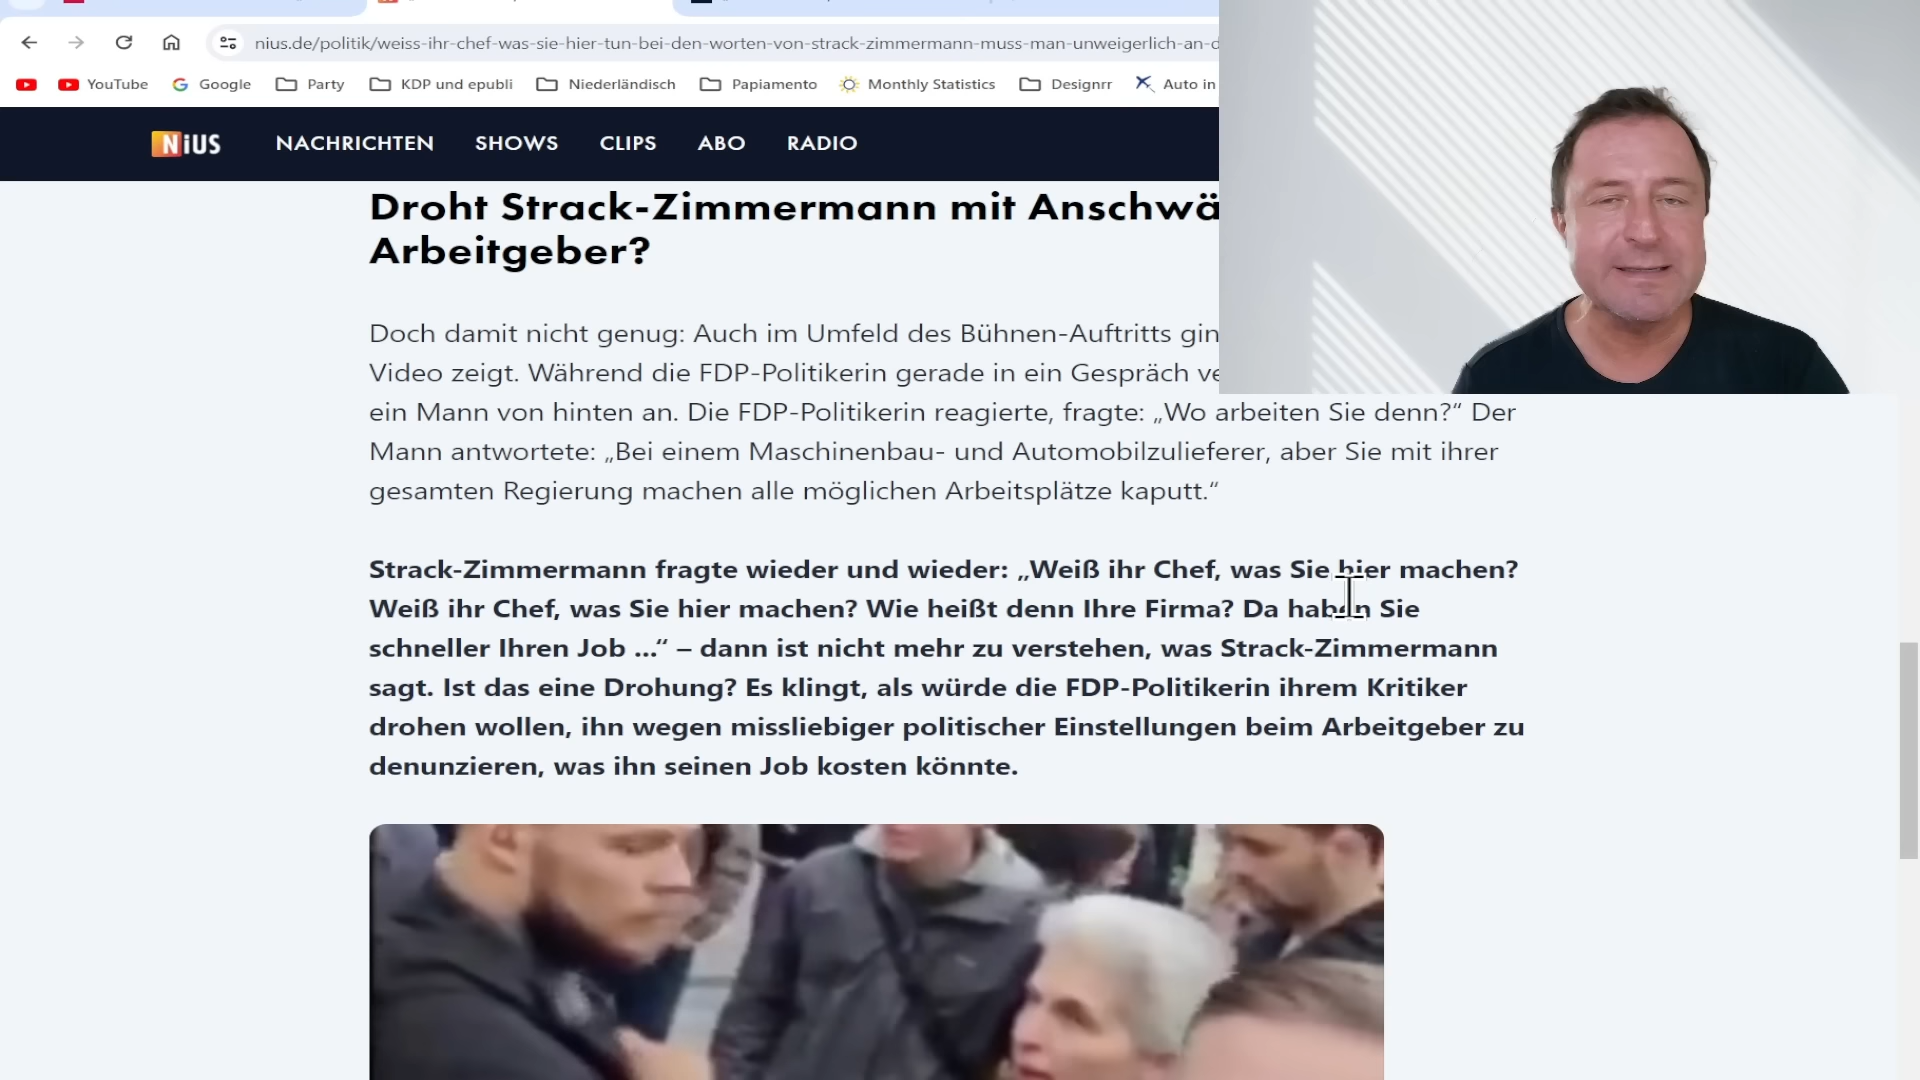 nius.de/politik/weiss-ihr-chef-was-sie-hier-tun-bei-den-worten-von-strack-zimmermann-muss-man-unweigerlich-an-d
YouTube Google Party KDP und epubli Niederländisch Papiamento Monthly Statistics Designrr Auto in
NiUS NACHRICHTEN SHOWS CLIPS ABO RADIO
Droht Strack-Zimmermann mit Anschwä
Arbeitgeber?
Doch damit nicht genug: Auch im Umfeld des Bühnen-Auftritts gin
Video zeigt. Während die FDP-Politikerin gerade in ein Gespräch ve
ein Mann von hinten an. Die FDP-Politikerin reagierte, fragte: „Wo arbeiten Sie denn?“ Der
Mann antwortete: „Bei einem Maschinenbau- und Automobilzulieferer, aber Sie mit ihrer
gesamten Regierung machen alle möglichen Arbeitsplätze kaputt.“
Strack-Zimmermann fragte wieder und wieder: „Weiß ihr Chef, was Sie hier machen?
Weiß ihr Chef, was Sie hier machen? Wie heißt denn Ihre Firma? Da haben Sie
schneller Ihren Job ...“ – dann ist nicht mehr zu verstehen, was Strack-Zimmermann
sagt. Ist das eine Drohung? Es klingt, als würde die FDP-Politikerin ihrem Kritiker
drohen wollen, ihn wegen missliebiger politischer Einstellungen beim Arbeitgeber zu
denunzieren, was ihn seinen Job kosten könnte.